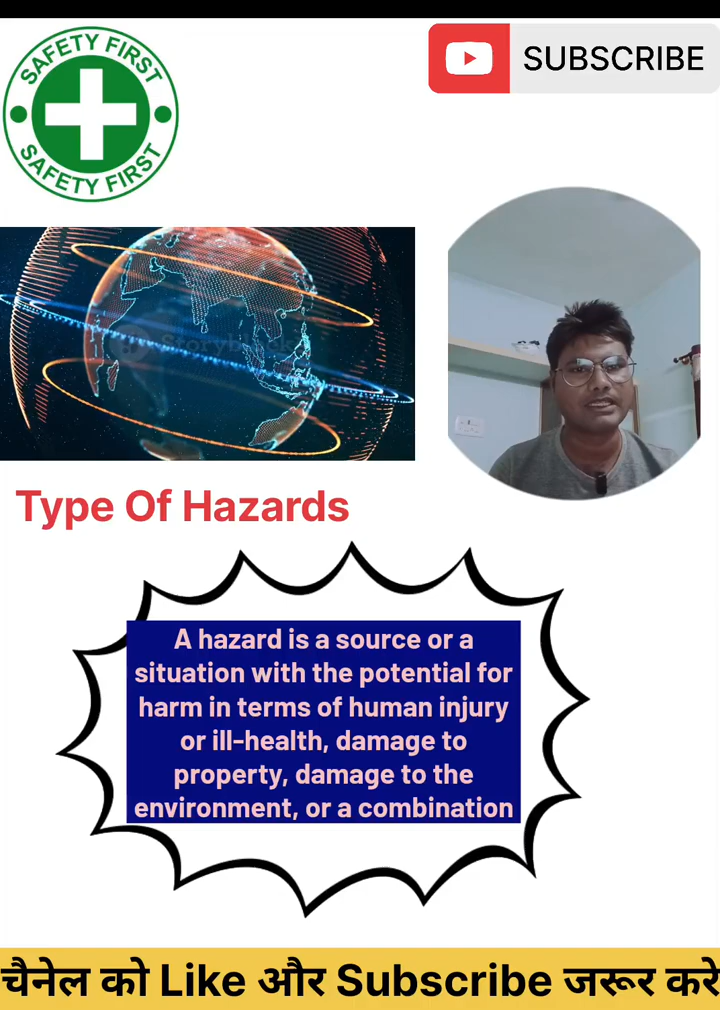 SAFETY FIRST
SAFETY FIRST
SUBSCRIBE
Type Of Hazards
A hazard is a source or a
situation with the potential for
harm in terms of human injury
or ill-health, damage to
property, damage to the
environment, or a combination
चैनेल को Like और Subscribe जरूर करे